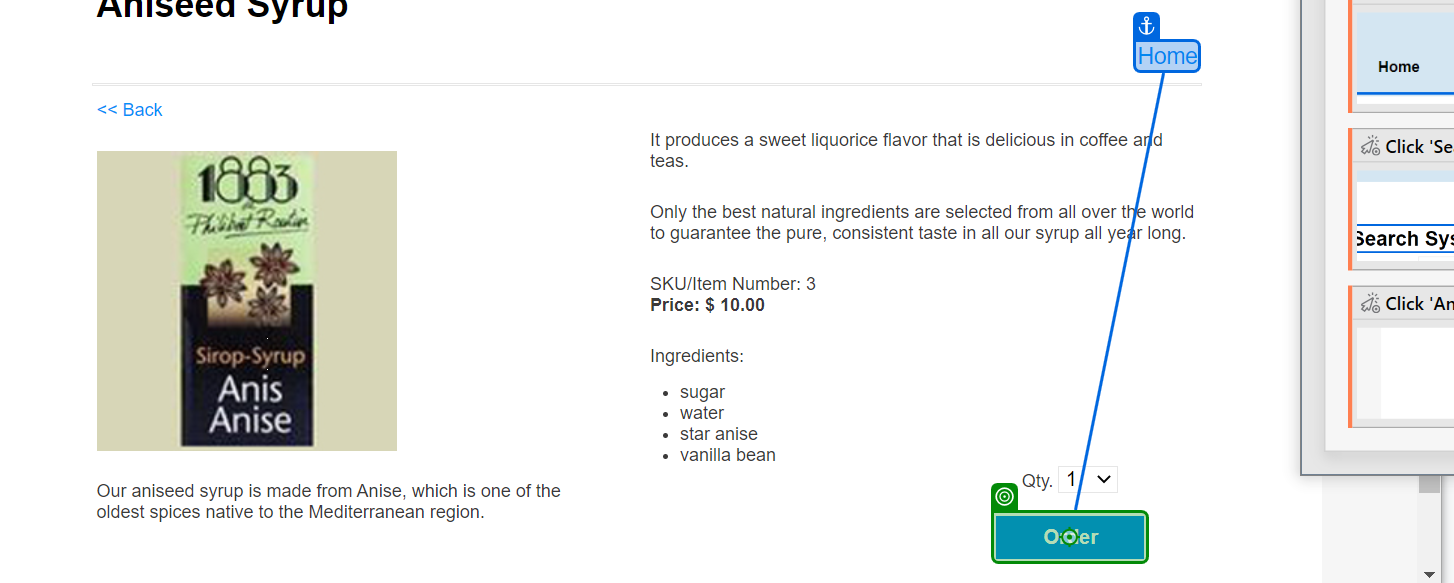 Aniseed Syrup
Home
<< Back
1883
de
Philibert Routin
Sirop-Syrup
Anis
Anise
Our aniseed syrup is made from Anise, which is one of the
oldest spices native to the Mediterranean region.
It produces a sweet liquorice flavor that is delicious in coffee and
teas.
Only the best natural ingredients are selected from all over the world
to guarantee the pure, consistent taste in all our syrup all year long.
SKU/Item Number: 3
Price: $ 10.00
Ingredients:
• sugar
• water
• star anise
• vanilla bean
Qty. 1
Order
Home
Click 'Se
Search Sys
Click 'An